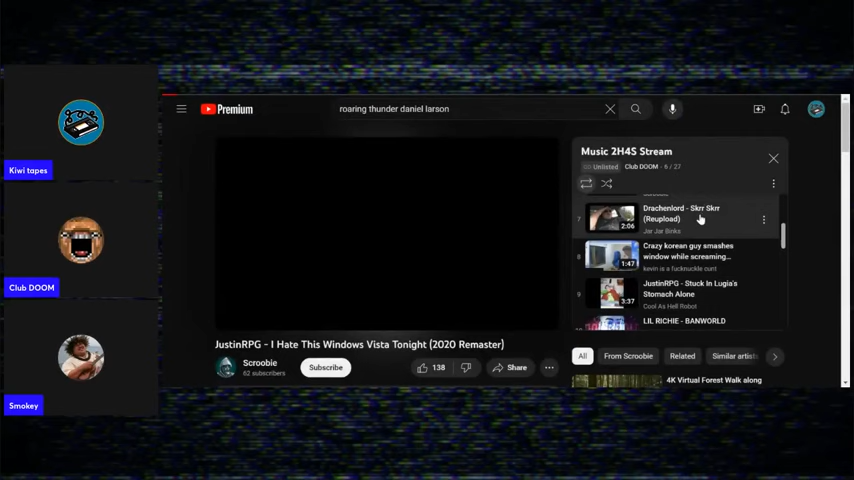 Kiwi tapes
Club DOOM
Smokey
Premium
roaring thunder daniel larson
Music 2H4S Stream
Unlisted Club DOOM - 6 / 27
7
Drachenlord - Skrr Skrr
(Reupload)
2:06
Jar Jar Binks
8
Crazy korean guy smashes
window while screaming...
1:47
kevin is a fucknuckle cunt
9
JustinRPG - Stuck In Lugia's
Stomach Alone
3:37
Cool As Hell Robot
LIL RICHIE - BANWORLD
JustinRPG - I Hate This Windows Vista Tonight (2020 Remaster)
Scroobie
62 subscribers
Subscribe
138
Share
All
From Scroobie
Related
Similar artists
4K Virtual Forest Walk along